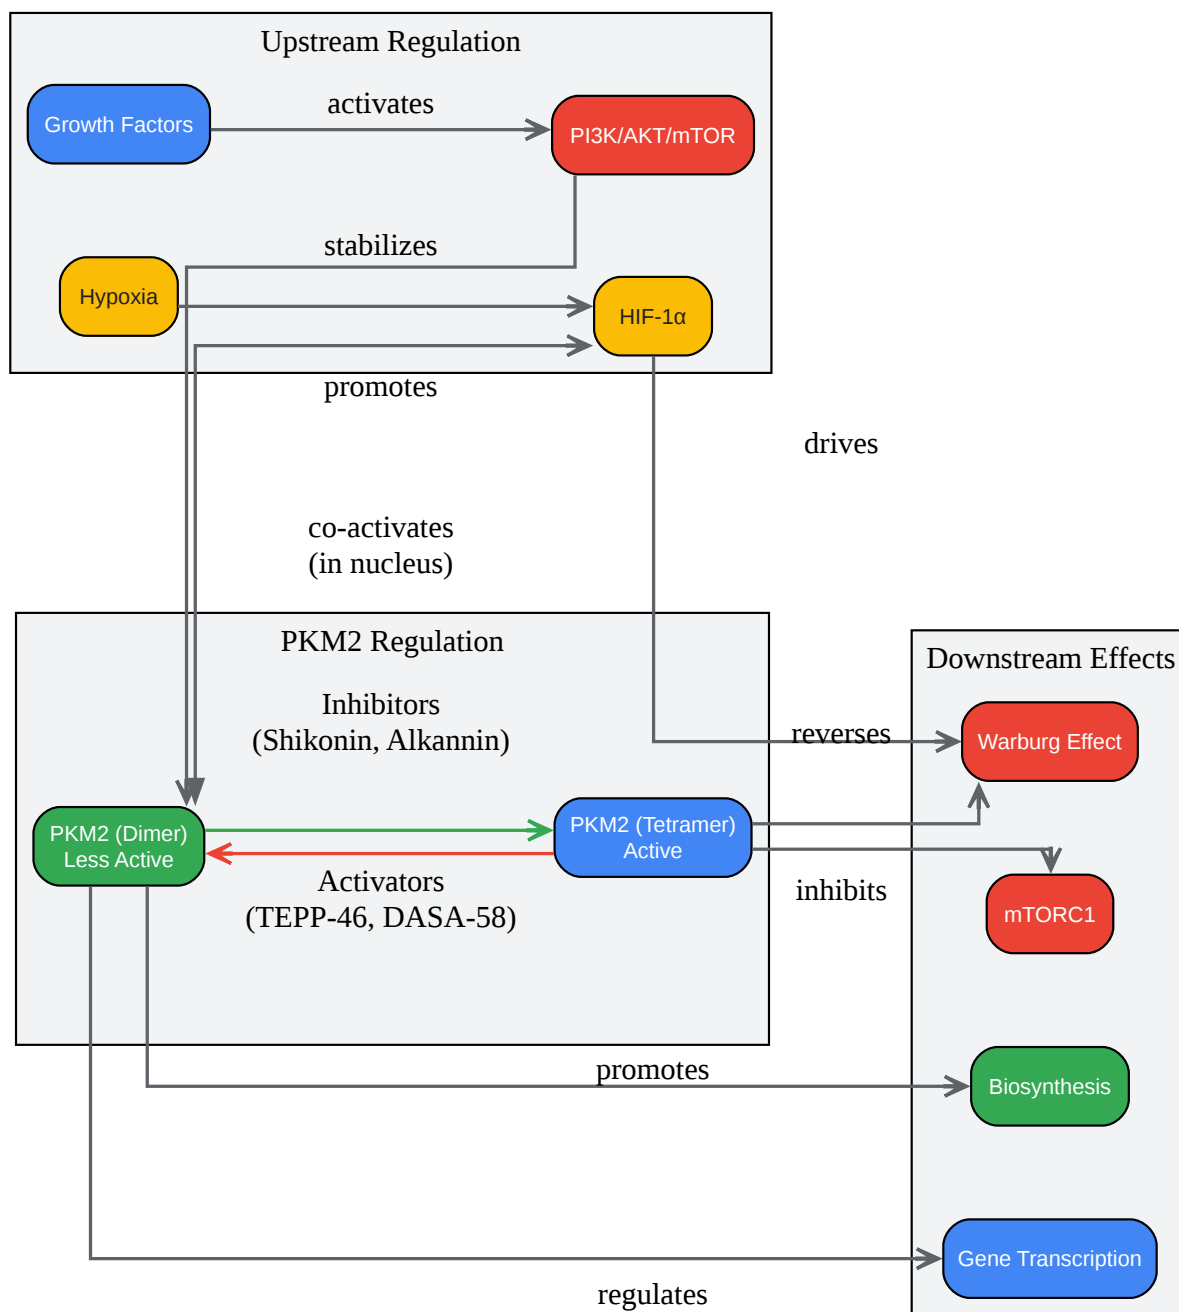 Upstream Regulation
Growth Factors
activates
PI3K/AKT/mTOR
stabilizes
Hypoxia
HIF-1α
promotes
drives
co-activates
(in nucleus)
PKM2 Regulation
Inhibitors
(Shikonin, Alkannin)
PKM2 (Dimer)
Less Active
PKM2 (Tetramer)
Active
Activators
(TEPP-46, DASA-58)
Downstream Effects
reverses
Warburg Effect
inhibits
mTORC1
promotes
Biosynthesis
Gene Transcription
regulates